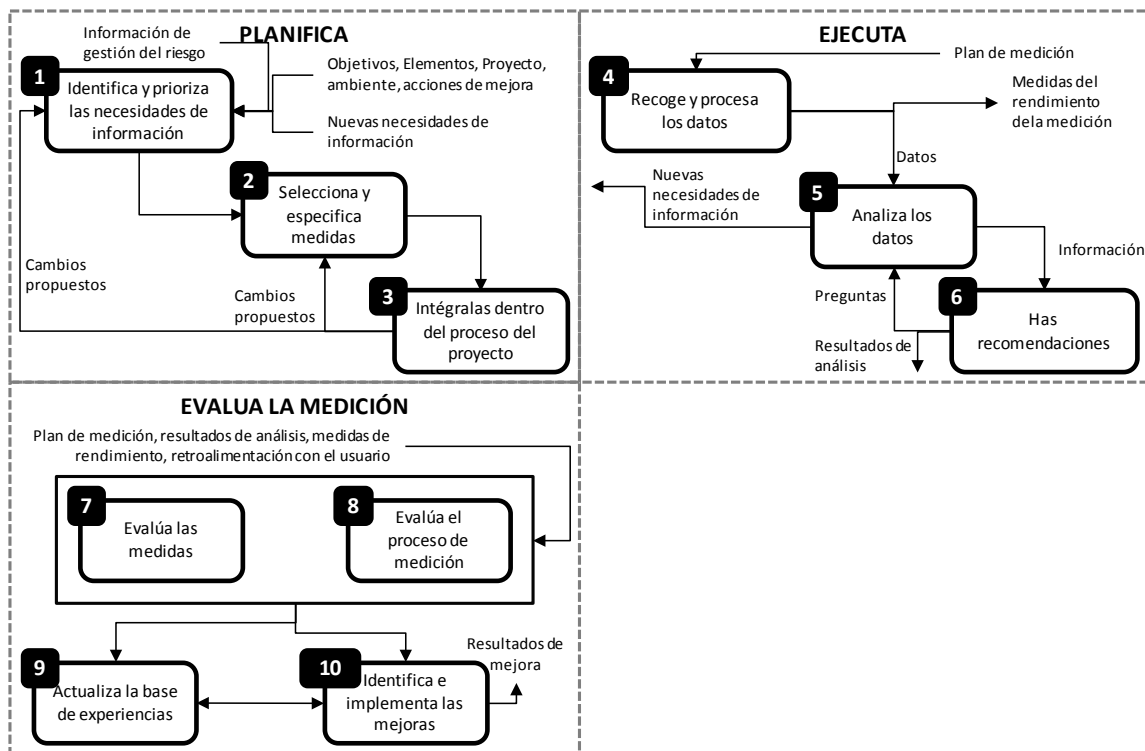 PLANIFICA
Información de
gestión del riesgo
1
Identifica y prioriza
las necesidades de
información
Objetivos, Elementos, Proyecto,
ambiente, acciones de mejora
Nuevas necesidades de
información
2
Selecciona y
especifica
medidas
Cambios
propuestos
Cambios
propuestos
3
Intégralas dentro
del proceso del
proyecto
EJECUTA
Plan de medición
4
Recoge y procesa
los datos
Medidas del
rendimiento
dela medición
Datos
Nuevas
necesidades de
información
5
Analiza los
datos
Información
Preguntas
6
Has
recomendaciones
Resultados de
análisis
EVALUA LA MEDICIÓN
Plan de medición, resultados de análisis, medidas de
rendimiento, retroalimentación con el usuario
7
Evalúa las
medidas
8
Evalúa el
proceso de
medición
9
Actualiza la base
de experiencias
10
Identifica e
implementa las
mejoras
Resultados de
mejora